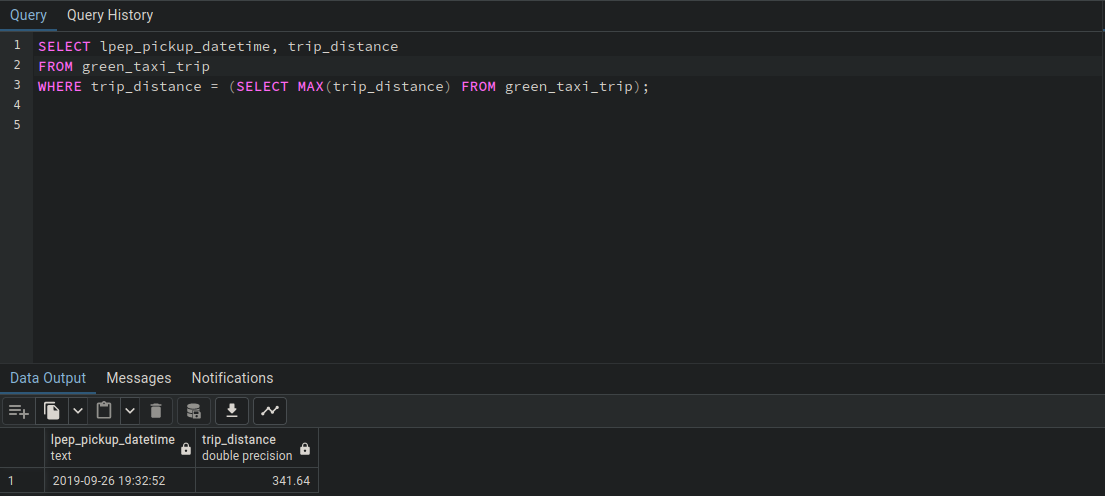 Query Query History
1 SELECT lpep_pickup_datetime, trip_distance
2 FROM green_taxi_trip
3 WHERE trip_distance = (SELECT MAX(trip_distance) FROM green_taxi_trip);
4
5
Data Output Messages Notifications
lpep_pickup_datetime trip_distance
text double precision
1 2019-09-26 19:32:52 341.64